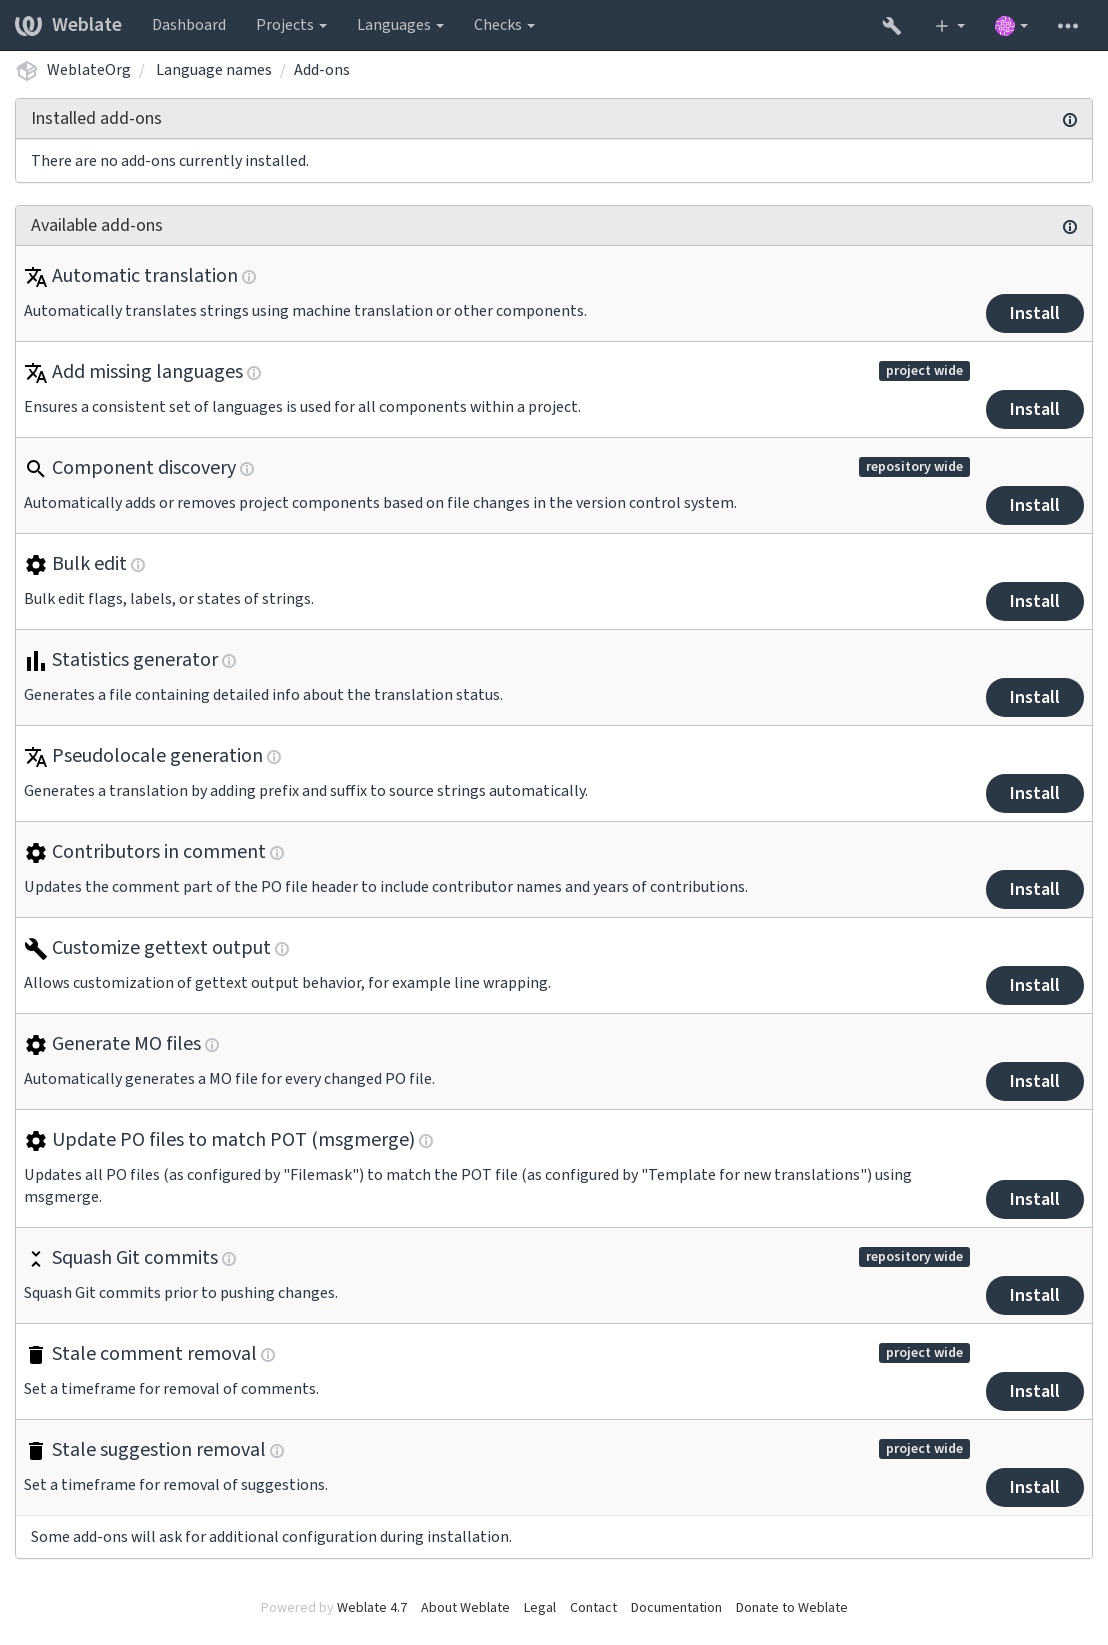 Weblate Dashboard Projects Languages Checks
WeblateOrg / Language names / Add-ons
Installed add-ons
There are no add-ons currently installed.
Available add-ons
Automatic translation
Automatically translates strings using machine translation or other components.
Install
Add missing languages
project wide
Ensures a consistent set of languages is used for all components within a project.
Install
Component discovery
repository wide
Automatically adds or removes project components based on file changes in the version control system.
Install
Bulk edit
Bulk edit flags, labels, or states of strings.
Install
Statistics generator
Generates a file containing detailed info about the translation status.
Install
Pseudolocale generation
Generates a translation by adding prefix and suffix to source strings automatically.
Install
Contributors in comment
Updates the comment part of the PO file header to include contributor names and years of contributions.
Install
Customize gettext output
Allows customization of gettext output behavior, for example line wrapping.
Install
Generate MO files
Automatically generates a MO file for every changed PO file.
Install
Update PO files to match POT (msgmerge)
Updates all PO files (as configured by "Filemask") to match the POT file (as configured by "Template for new translations") using
msgmerge.
Install
Squash Git commits
repository wide
Squash Git commits prior to pushing changes.
Install
Stale comment removal
project wide
Set a timeframe for removal of comments.
Install
Stale suggestion removal
project wide
Set a timeframe for removal of suggestions.
Install
Some add-ons will ask for additional configuration during installation.
Powered by Weblate 4.7 About Weblate Legal Contact Documentation Donate to Weblate